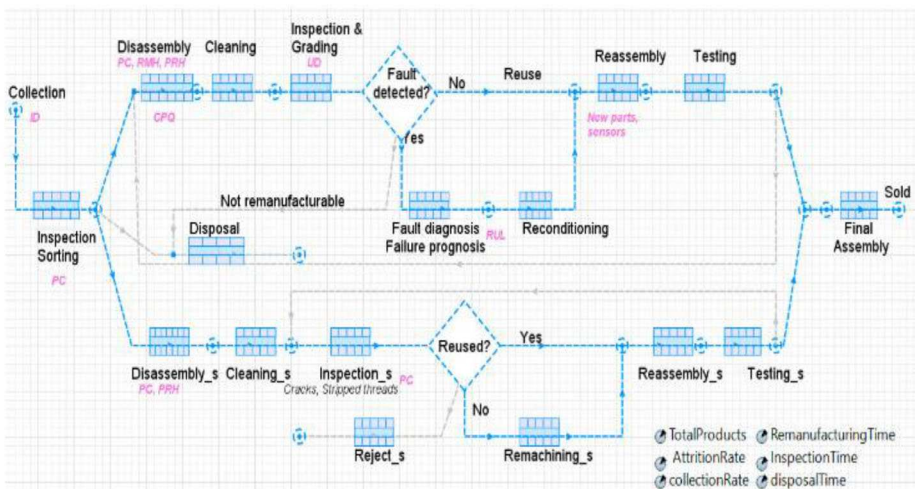 Disassembly
PC, RMH, PRH
CPQ
Cleaning
Inspection &
Grading
UD
Fault
detected?
No
Reuse
Reassembly
New parts,
sensors
Testing
Collection
ID
Yes
Not remanufacturable
Disposal
Fault diagnosis
Failure prognosis
RUL
Reconditioning
Sold
Final
Assembly
Inspection
Sorting
PC
Disassembly_s
PC, PRH
Cleaning_s
Inspection_s
Cracks, Stripped threads
PC
Reused?
Yes
No
Reassembly_s
Testing_s
Reject_s
Remachining_s
TotalProducts
RemanufacturingTime
AttritionRate
InspectionTime
collectionRate
disposalTime